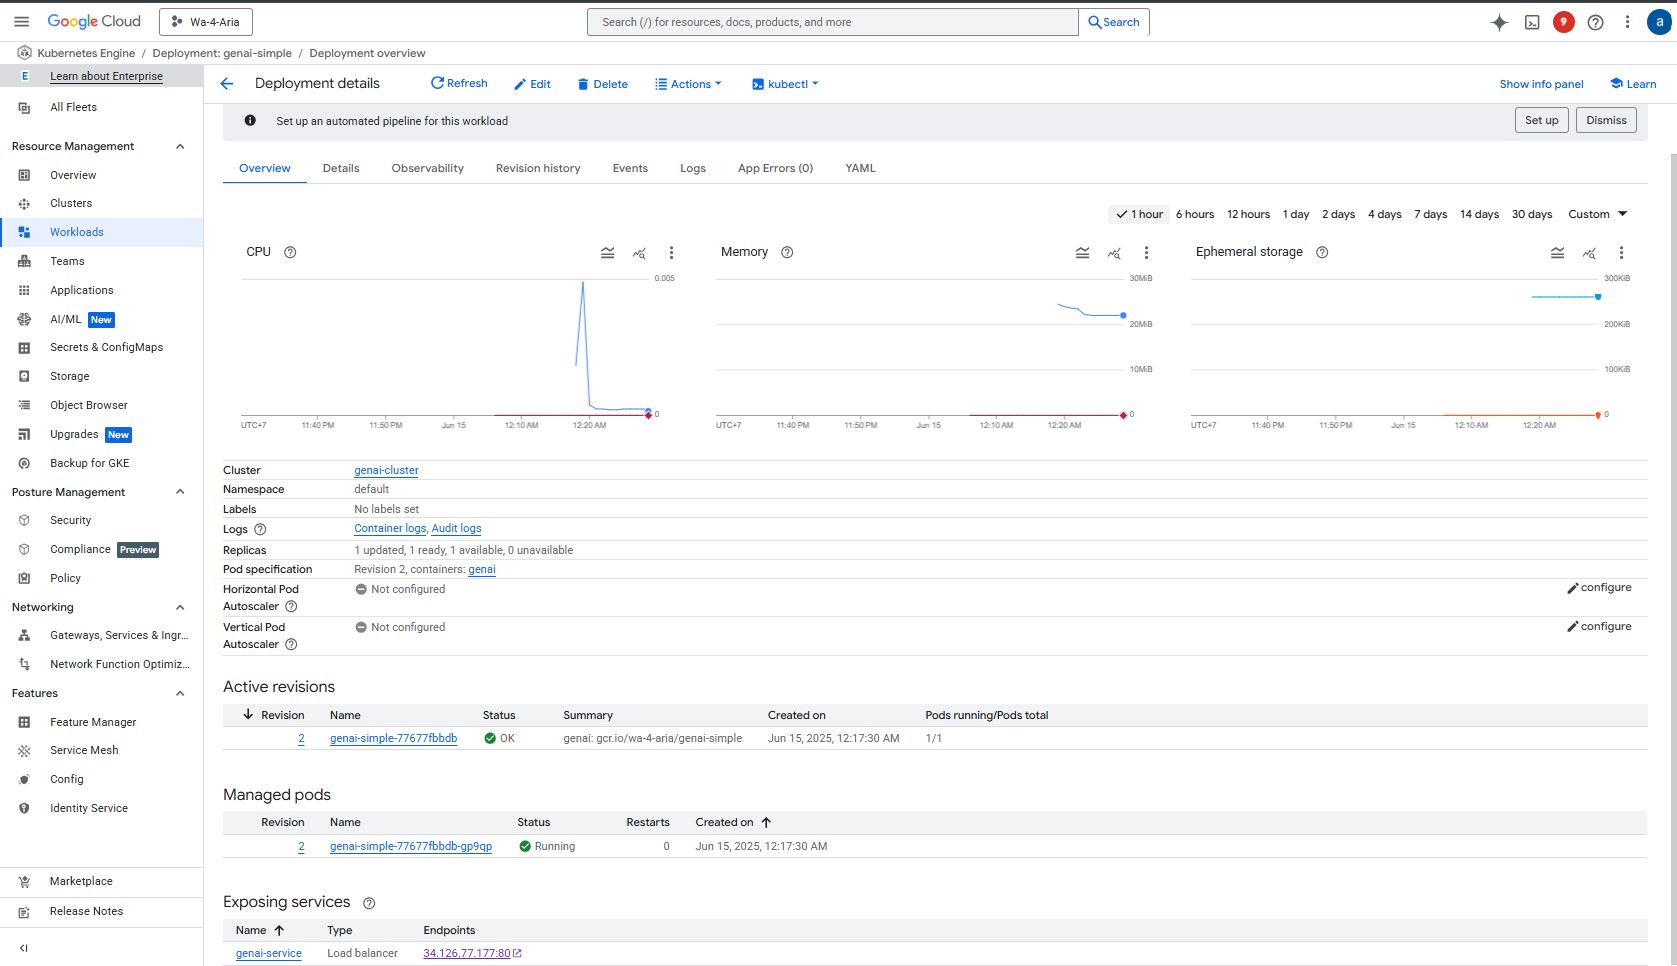 Google Cloud
Wa-4-Aria
Search (/) for resources, docs, products, and more
Search
9
a
Kubernetes Engine / Deployment: genai-simple / Deployment overview
E Learn about Enterprise
All Fleets
Resource Management
Overview
Clusters
Workloads
Teams
Applications
AI/ML New
Secrets & ConfigMaps
Storage
Object Browser
Upgrades New
Backup for GKE
Posture Management
Security
Compliance Preview
Policy
Networking
Gateways, Services & Ingr...
Network Function Optimiz...
Features
Feature Manager
Service Mesh
Config
Identity Service
Marketplace
Release Notes
Deployment details
Refresh
Edit
Delete
Actions
kubectl
Show info panel
Learn
Set up an automated pipeline for this workload
Set up
Dismiss
Overview Details Observability Revision history Events Logs App Errors (0) YAML
1 hour 6 hours 12 hours 1 day 2 days 4 days 7 days 14 days 30 days Custom
CPU
0.005
0
UTC+7 11:40 PM 11:50 PM Jun 15 12:10 AM 12:20 AM
Memory
30MiB
20MiB
10MiB
0
UTC+7 11:40 PM 11:50 PM Jun 15 12:10 AM 12:20 AM
Ephemeral storage
300KiB
200KiB
100KiB
0
UTC+7 11:40 PM 11:50 PM Jun 15 12:10 AM 12:20 AM
Cluster genai-cluster
Namespace default
Labels No labels set
Logs Container logs, Audit logs
Replicas 1 updated, 1 ready, 1 available, 0 unavailable
Pod specification Revision 2, containers: genai
Horizontal Pod Not configured configure
Autoscaler
Vertical Pod Not configured configure
Autoscaler
Active revisions
Revision Name Status Summary Created on Pods running/Pods total
2 genai-simple-77677fbbdb OK genai: gcr.io/wa-4-aria/genai-simple Jun 15, 2025, 12:17:30 AM 1/1
Managed pods
Revision Name Status Restarts Created on
2 genai-simple-77677fbbdb-gp9qp Running 0 Jun 15, 2025, 12:17:30 AM
Exposing services
Name Type Endpoints
genai-service Load balancer 34.126.77.177:80